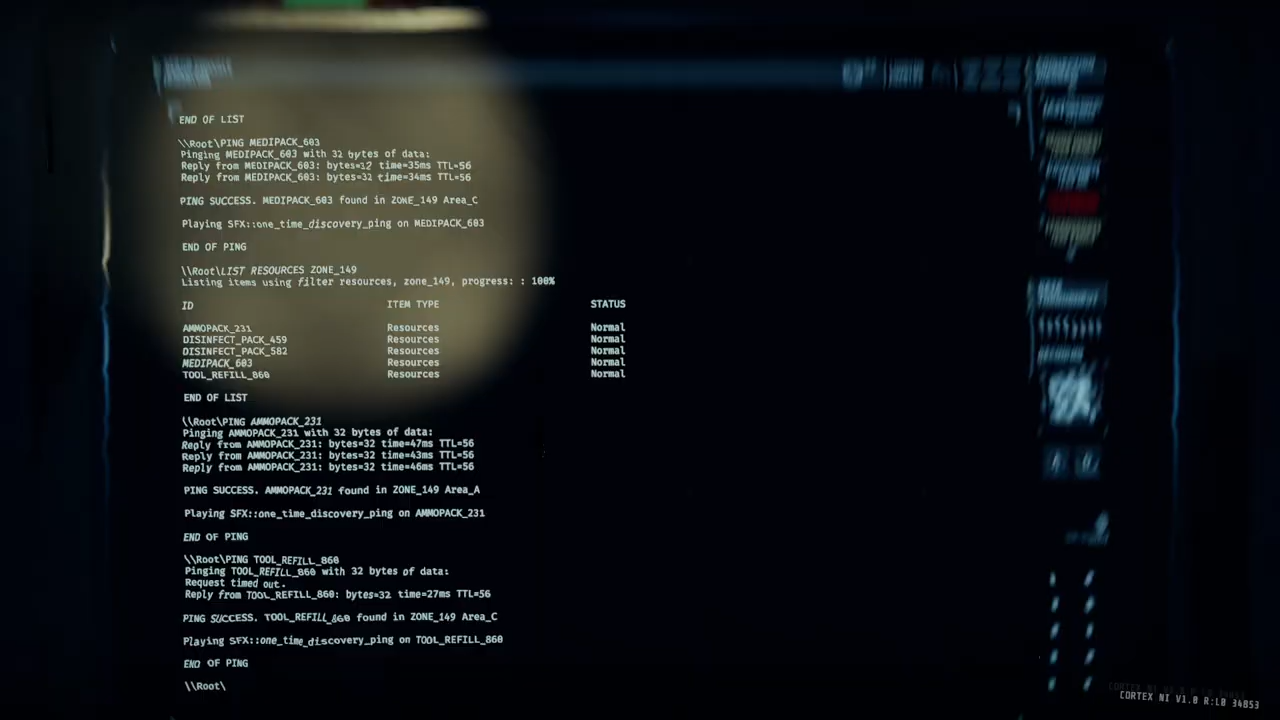 END OF LIST
\\Root\PING MEDIPACK_603
Pinging MEDIPACK_603 with 32 bytes of data:
Reply from MEDIPACK_603: bytes=32 time=35ms TTL=56
Reply from MEDIPACK_603: bytes=32 time=34ms TTL=56
PING SUCCESS. MEDIPACK_603 found in ZONE_149 Area_C
Playing SFX::one_time_discovery_ping on MEDIPACK_603
END OF PING
\\Root\LIST RESOURCES ZONE_149
Listing items using filter resources, zone_149, progress: : 100%
ID ITEM TYPE STATUS
AMMOPACK_231 Resources Normal
DISINFECT_PACK_459 Resources Normal
DISINFECT_PACK_582 Resources Normal
MEDIPACK_603 Resources Normal
TOOL_REFILL_860 Resources Normal
END OF LIST
\\Root\PING AMMOPACK_231
Pinging AMMOPACK_231 with 32 bytes of data:
Reply from AMMOPACK_231: bytes=32 time=47ms TTL=56
Reply from AMMOPACK_231: bytes=32 time=43ms TTL=56
Reply from AMMOPACK_231: bytes=32 time=46ms TTL=56
PING SUCCESS. AMMOPACK_231 found in ZONE_149 Area_A
Playing SFX::one_time_discovery_ping on AMMOPACK_231
END OF PING
\\Root\PING TOOL_REFILL_860
Pinging TOOL_REFILL_860 with 32 bytes of data:
Request timed out.
Reply from TOOL_REFILL_860: bytes=32 time=27ms TTL=56
PING SUCCESS. TOOL_REFILL_860 found in ZONE_149 Area_C
Playing SFX::one_time_discovery_ping on TOOL_REFILL_860
END OF PING
\\Root\
CORTEX NI V1.0 R:L0 34853